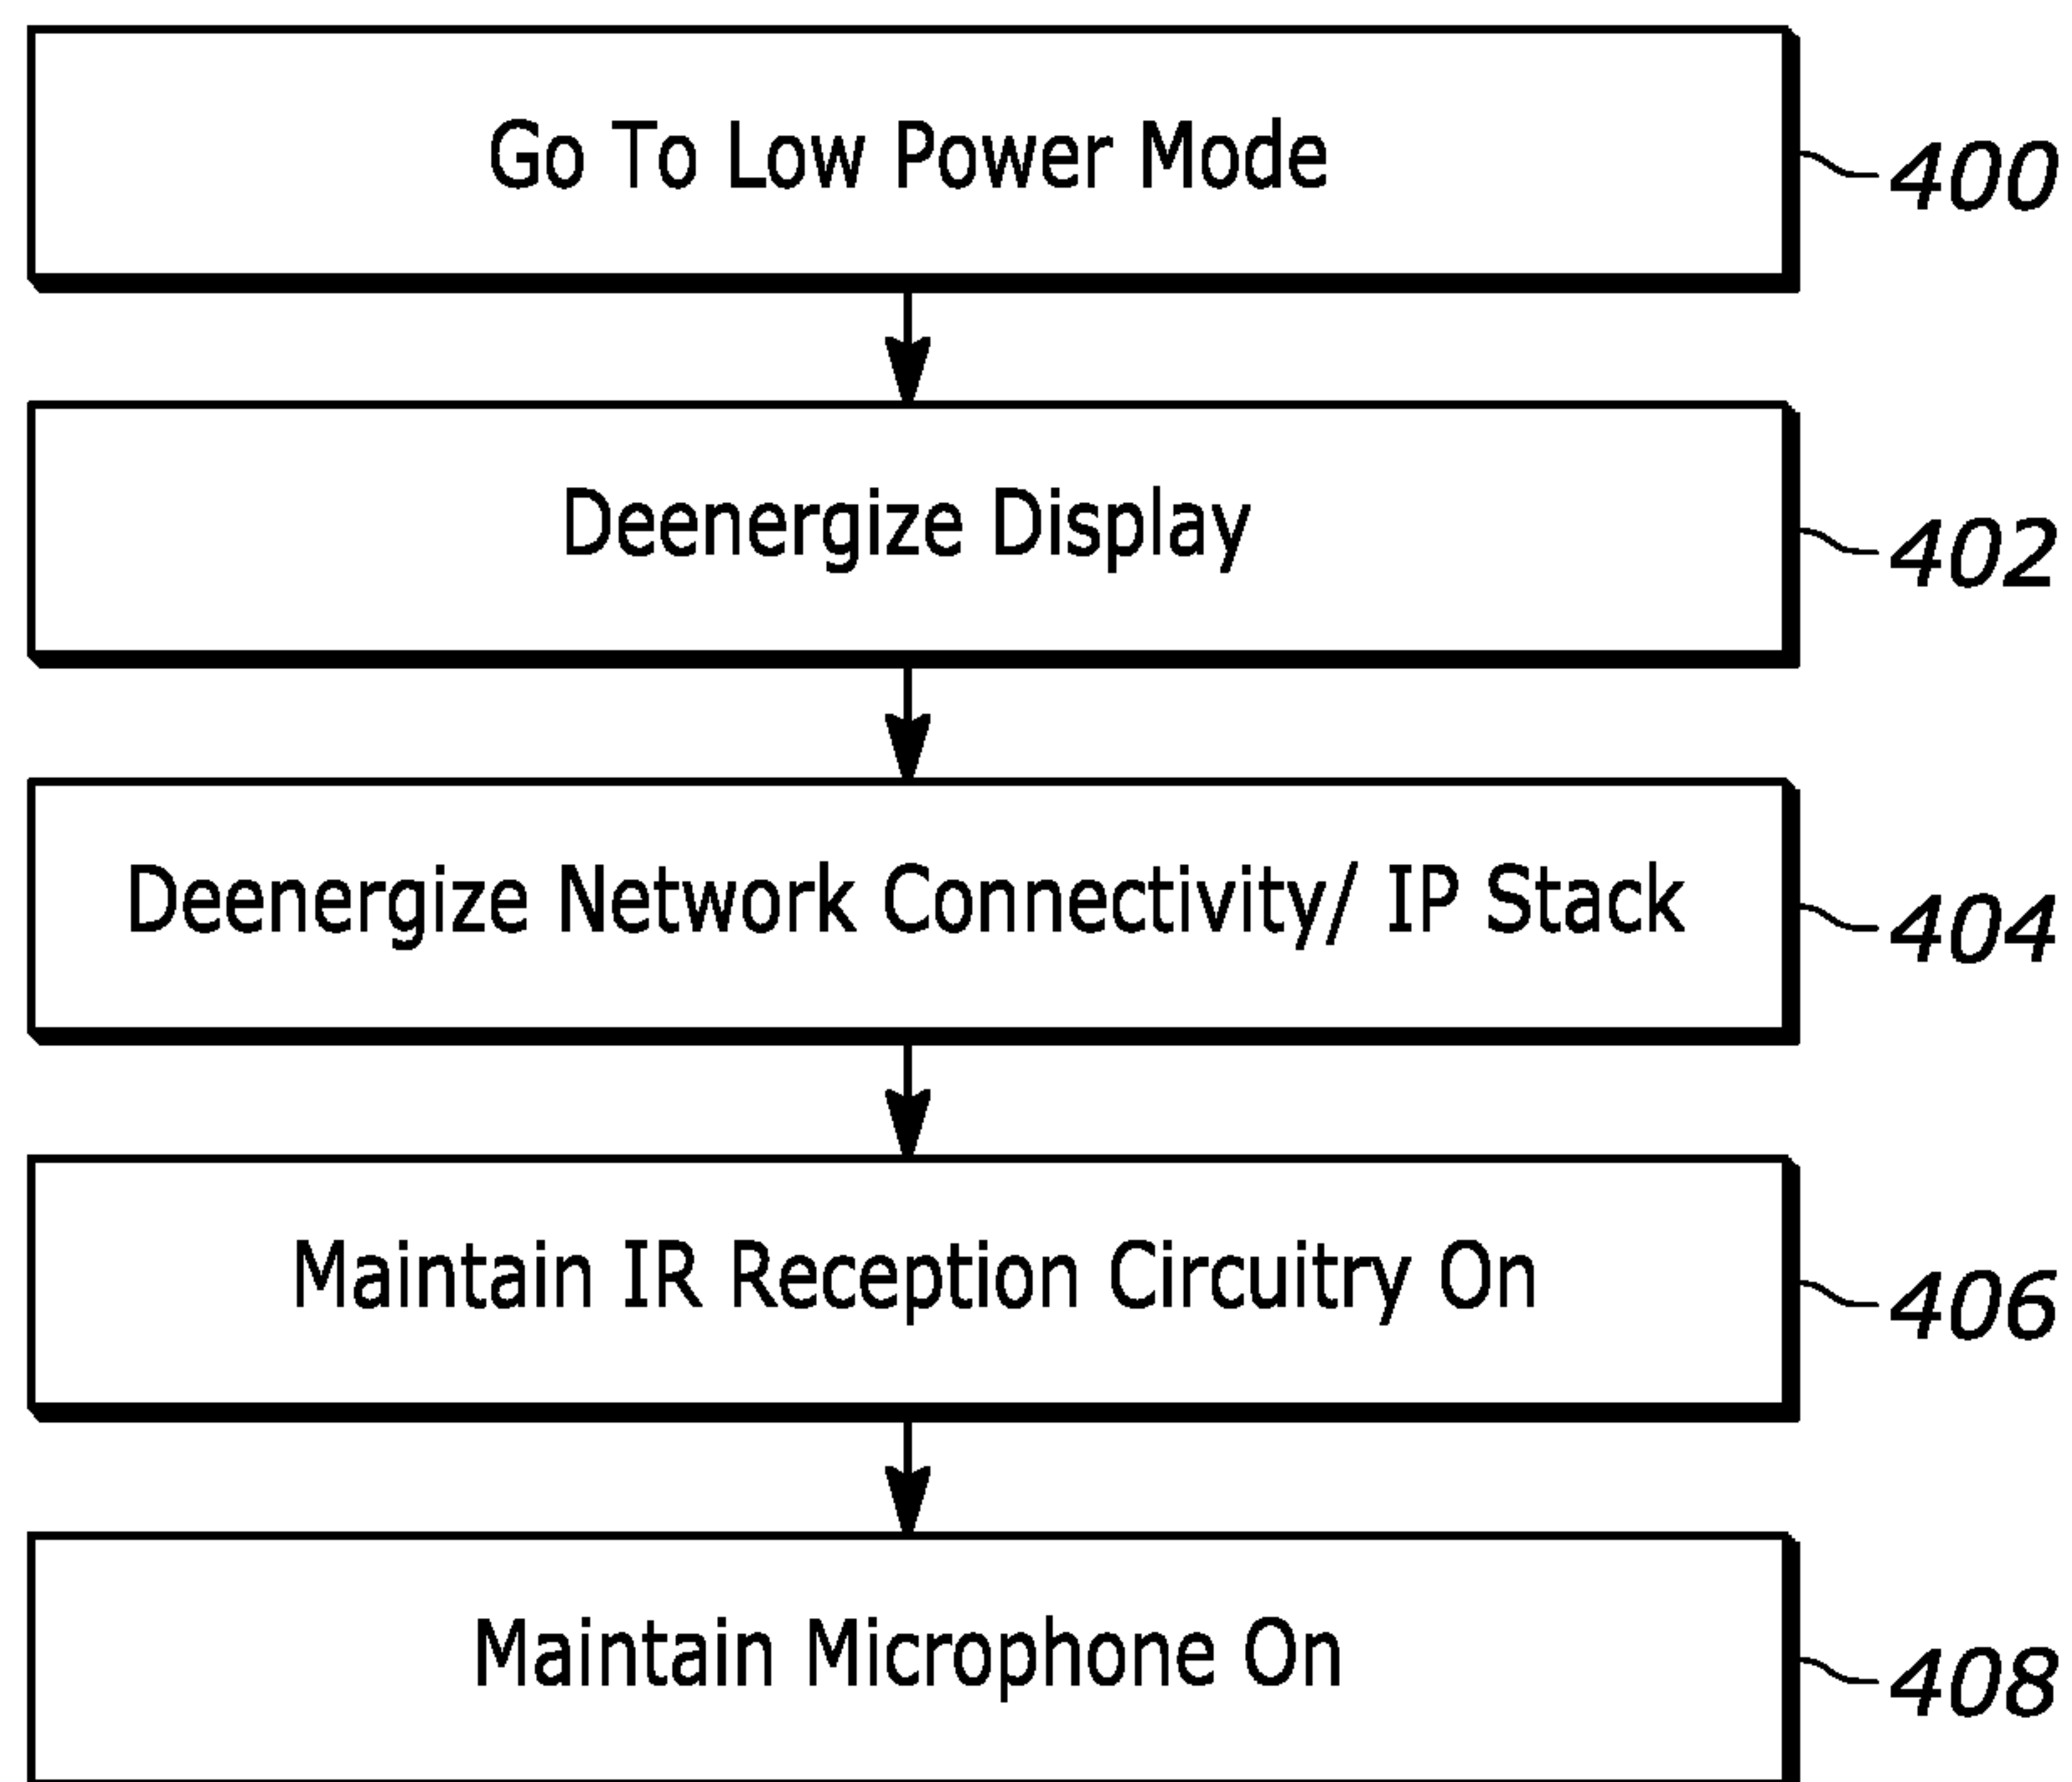 Go To Low Power Mode
400
Deenergize Display
402
Deenergize Network Connectivity/ IP Stack
404
Maintain IR Reception Circuitry On
406
Maintain Microphone On
408